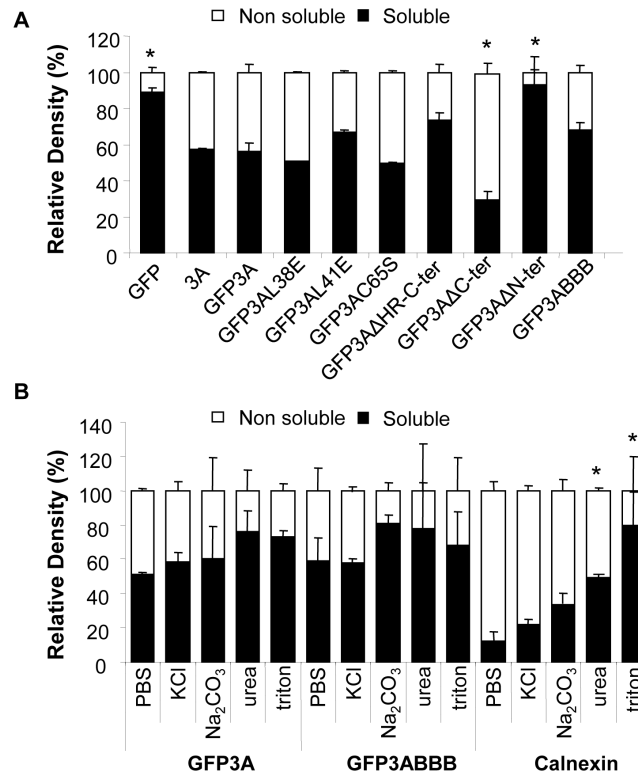 A
Non soluble Soluble
Relative Density (%)
120
100
80
60
40
20
0
* * *
GFP 3A GFP3A GFP3AL38E GFP3AL41E GFP3AC65S GFP3AΔHR-C-ter GFP3AΔC-ter GFP3AΔN-ter GFP3ABBB
B
Non soluble Soluble
Relative Density (%)
140
120
100
80
60
40
20
0
* *
PBS KCl Na₂CO₃ urea triton PBS KCl Na₂CO₃ urea triton PBS KCl Na₂CO₃ urea triton
GFP3A GFP3ABBB Calnexin